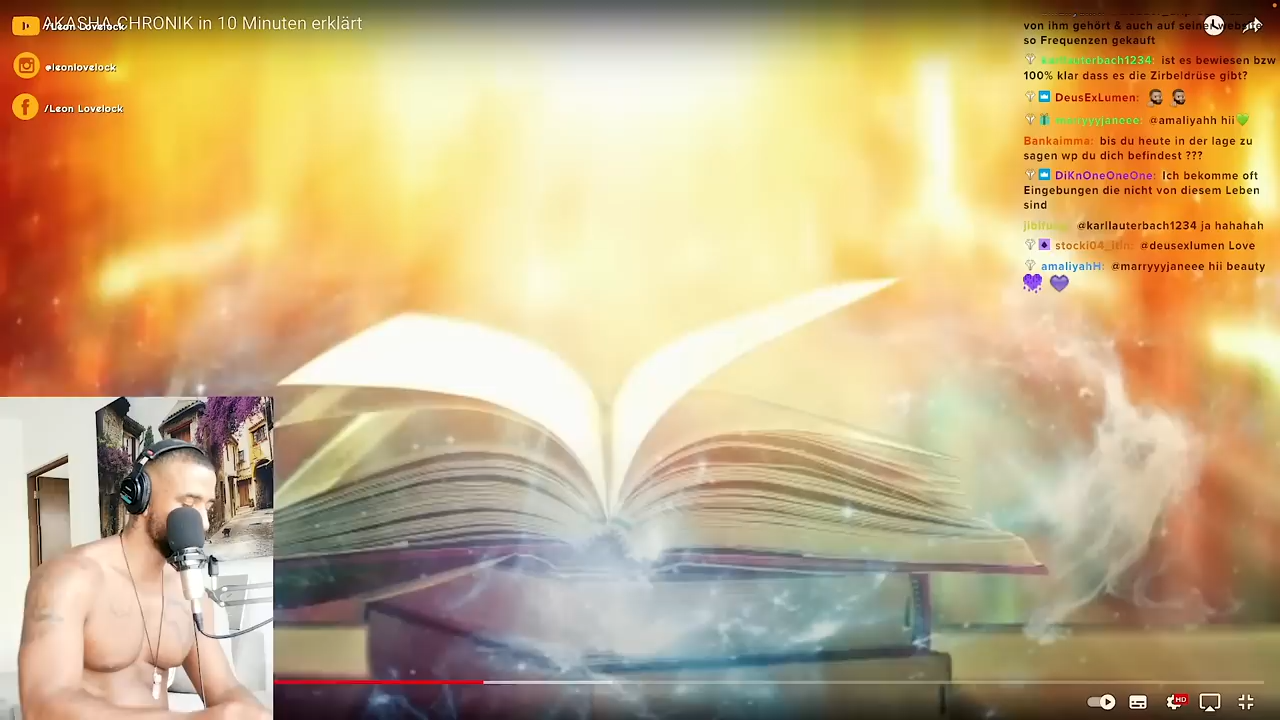 AKASHA CHRONIK in 10 Minuten erklärt
/Leon Lovelock
@leonlovelock
/Leon Lovelock
von ihm gehört & auch auf seiner website
so Frequenzen gekauft
karllauterbach1234: ist es bewiesen bzw
100% klar dass es die Zirbeldrüse gibt?
DeusExLumen:
marryyyjaneee: @amaliyahh hii
Bankaimma: bis du heute in der lage zu
sagen wp du dich befindest ???
DiKnOneOneOne: Ich bekomme oft
Eingebungen die nicht von diesem Leben
sind
@karllauterbach1234 ja hahahah
@deusexlumen Love
amaliyahH: @marryyyjaneee hii beauty
HD